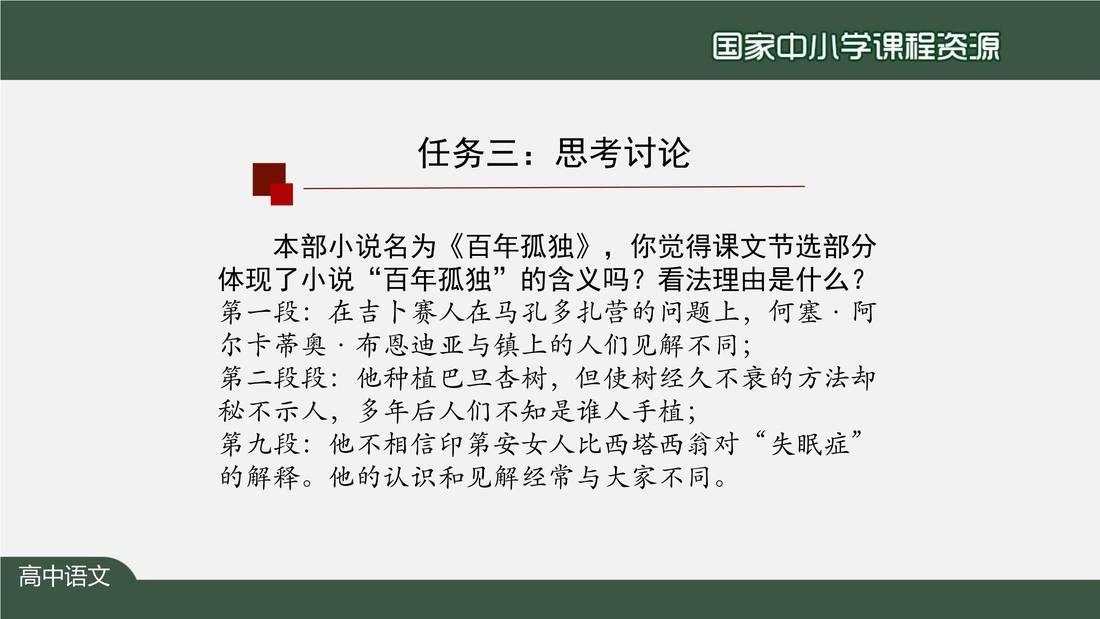 国家中小学课程资源
任务三：思考讨论
本部小说名为《百年孤独》，你觉得课文节选部分
体现了小说“百年孤独”的含义吗？看法理由是什么？
第一段：在吉卜赛人在马孔多扎营的问题上，何塞·阿
尔卡蒂奥·布恩迪亚与镇上的人们见解不同；
第二段段：他种植巴旦杏树，但使树经久不衰的方法却
秘不示人，多年后人们不知是谁人手植；
第九段：他不相信印第安女人比西塔西翁对“失眠症”
的解释。他的认识和见解经常与大家不同。
高中语文